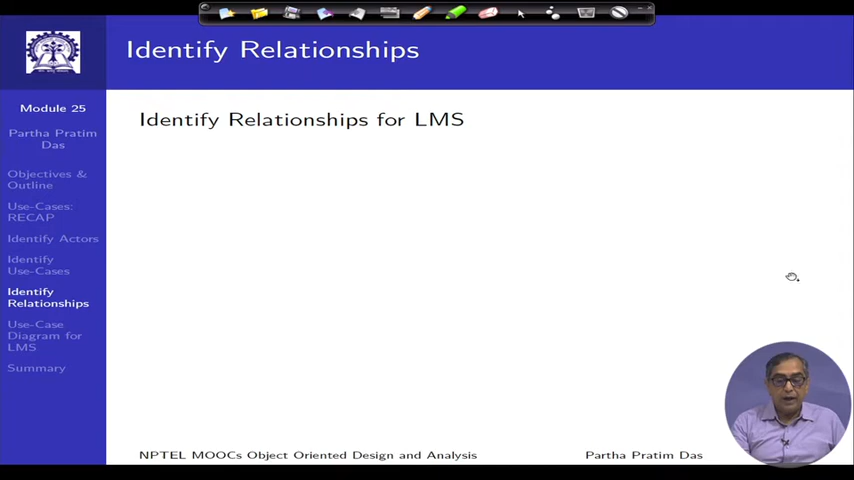 Identify Relationships
Module 25
Partha Pratim
Das
Objectives &
Outline
Use-Cases:
RECAP
Identify Actors
Identify
Use-Cases
Identify
Relationships
Use-Case
Diagram for
LMS
Summary
Identify Relationships for LMS
NPTEL MOOCs Object Oriented Design and Analysis
Partha Pratim Das